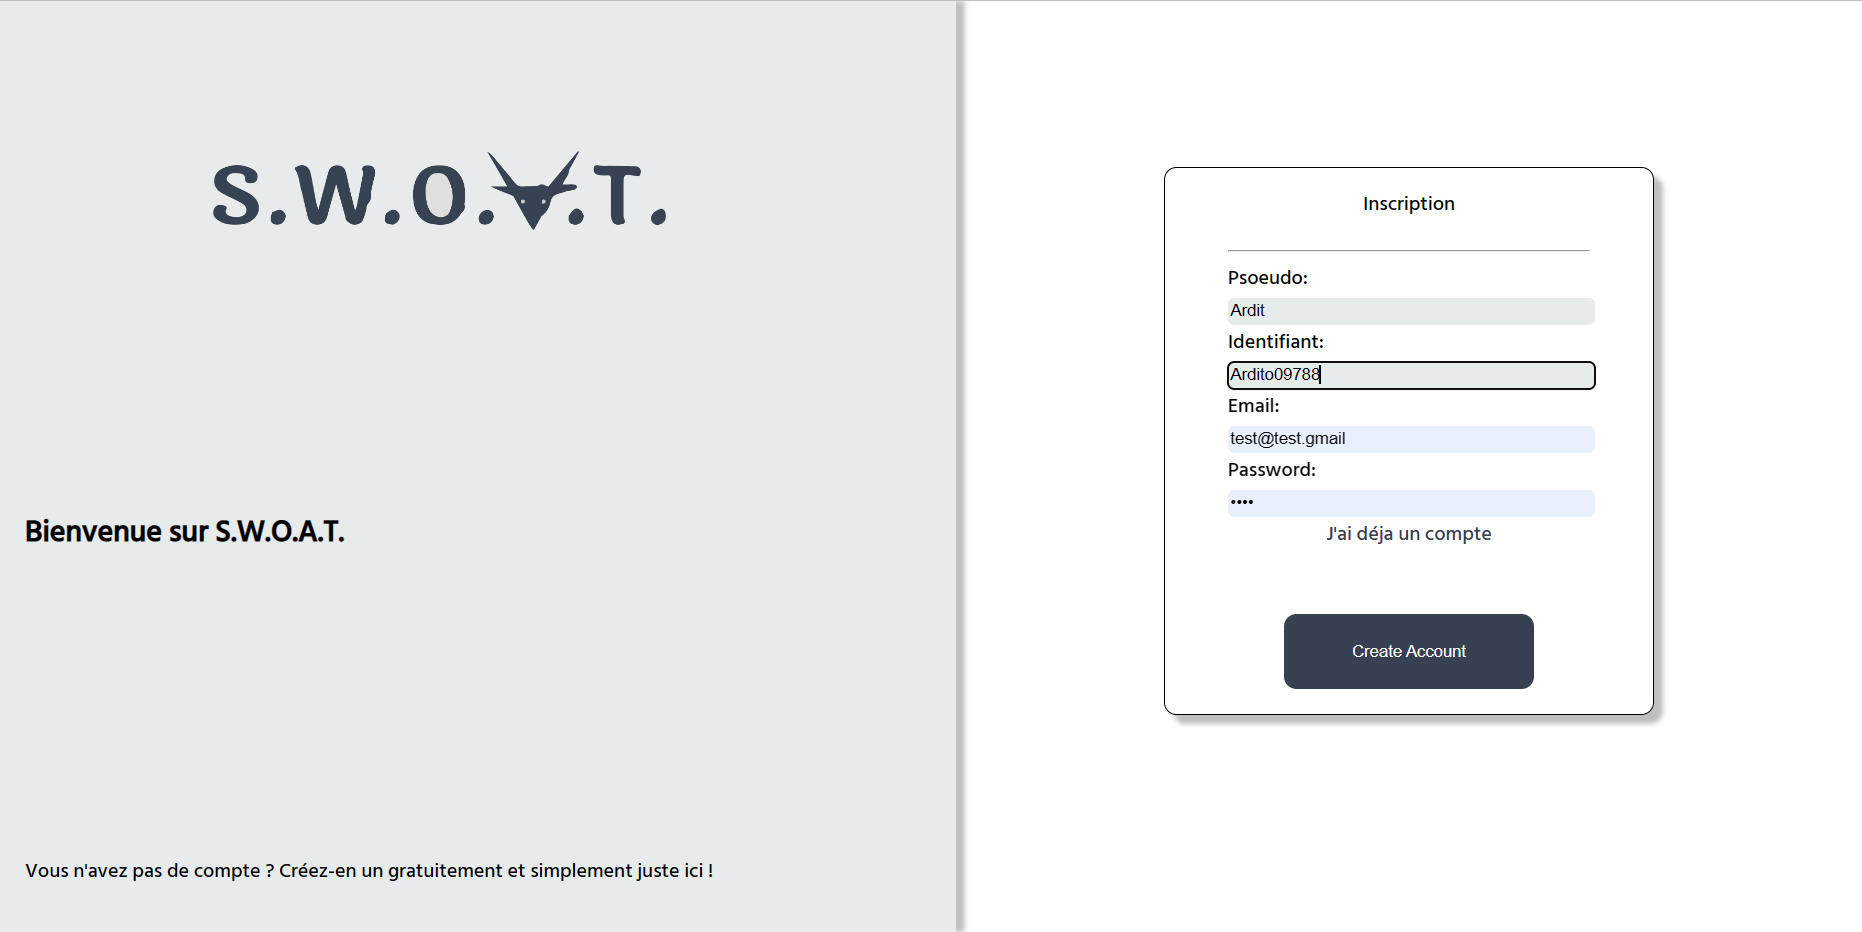 S.W.O.A.T.
Bienvenue sur S.W.O.A.T.
Vous n'avez pas de compte ? Créez-en un gratuitement et simplement juste ici !
Inscription
Psoeudo:
Ardit
Identifiant:
Ardito09788
Email:
test@test.gmail
Password:
••••
J'ai déja un compte
Create Account